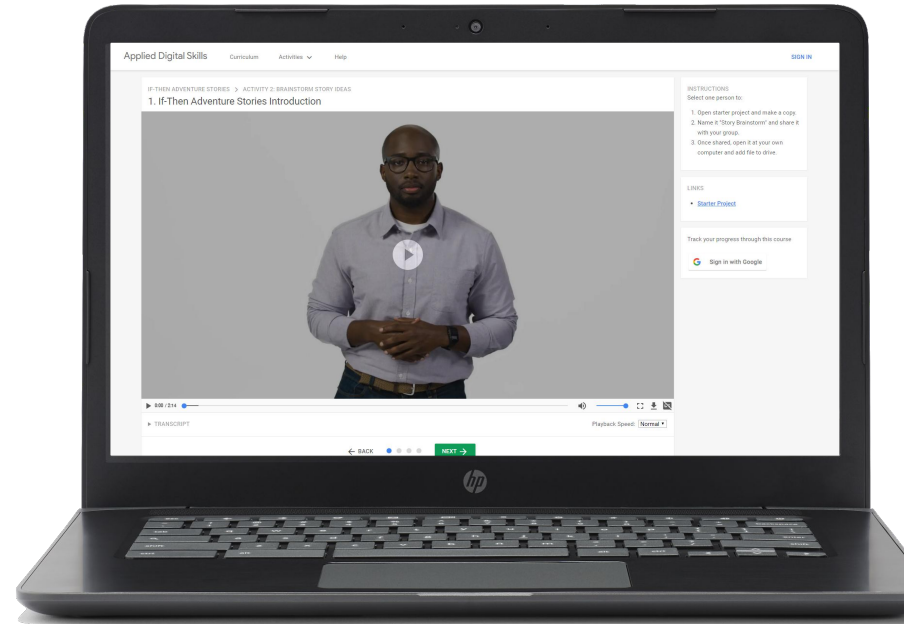 Applied Digital Skills
Curriculum
Activities
Help
SIGN IN
IF-THEN ADVENTURE STORIES > ACTIVITY 2: BRAINSTORM STORY IDEAS
1. If-Then Adventure Stories Introduction
0:00 / 2:14
TRANSCRIPT
Playback Speed: Normal
← BACK
NEXT →
INSTRUCTIONS
Select one person to:
1. Open starter project and make a copy.
2. Name it "Story Brainstorm" and share it
with your group.
3. Once shared, open it at your own
computer and add file to drive.
LINKS
• Starter Project
Track your progress through this course
G Sign in with Google
hp
alt
alt